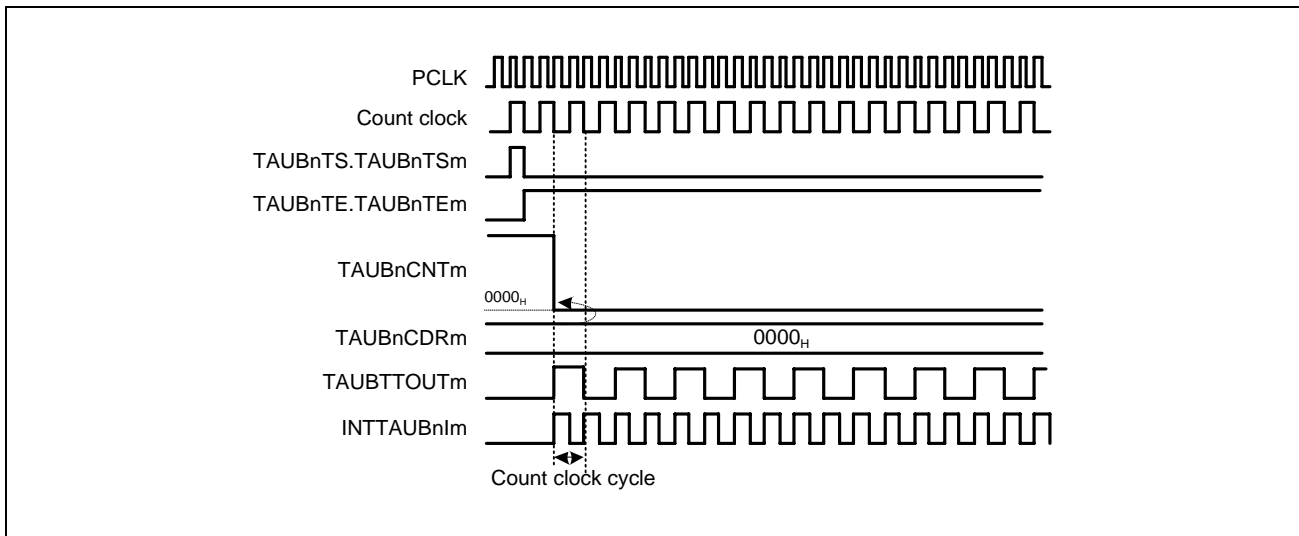 PCLK
Count clock
TAUBnTS.TAUBnTSm
TAUBnTE.TAUBnTEm
TAUBnCNTm
0000H
TAUBnCDRm
0000H
TAUBTTOUTm
INTTAUBnIm
Count clock cycle